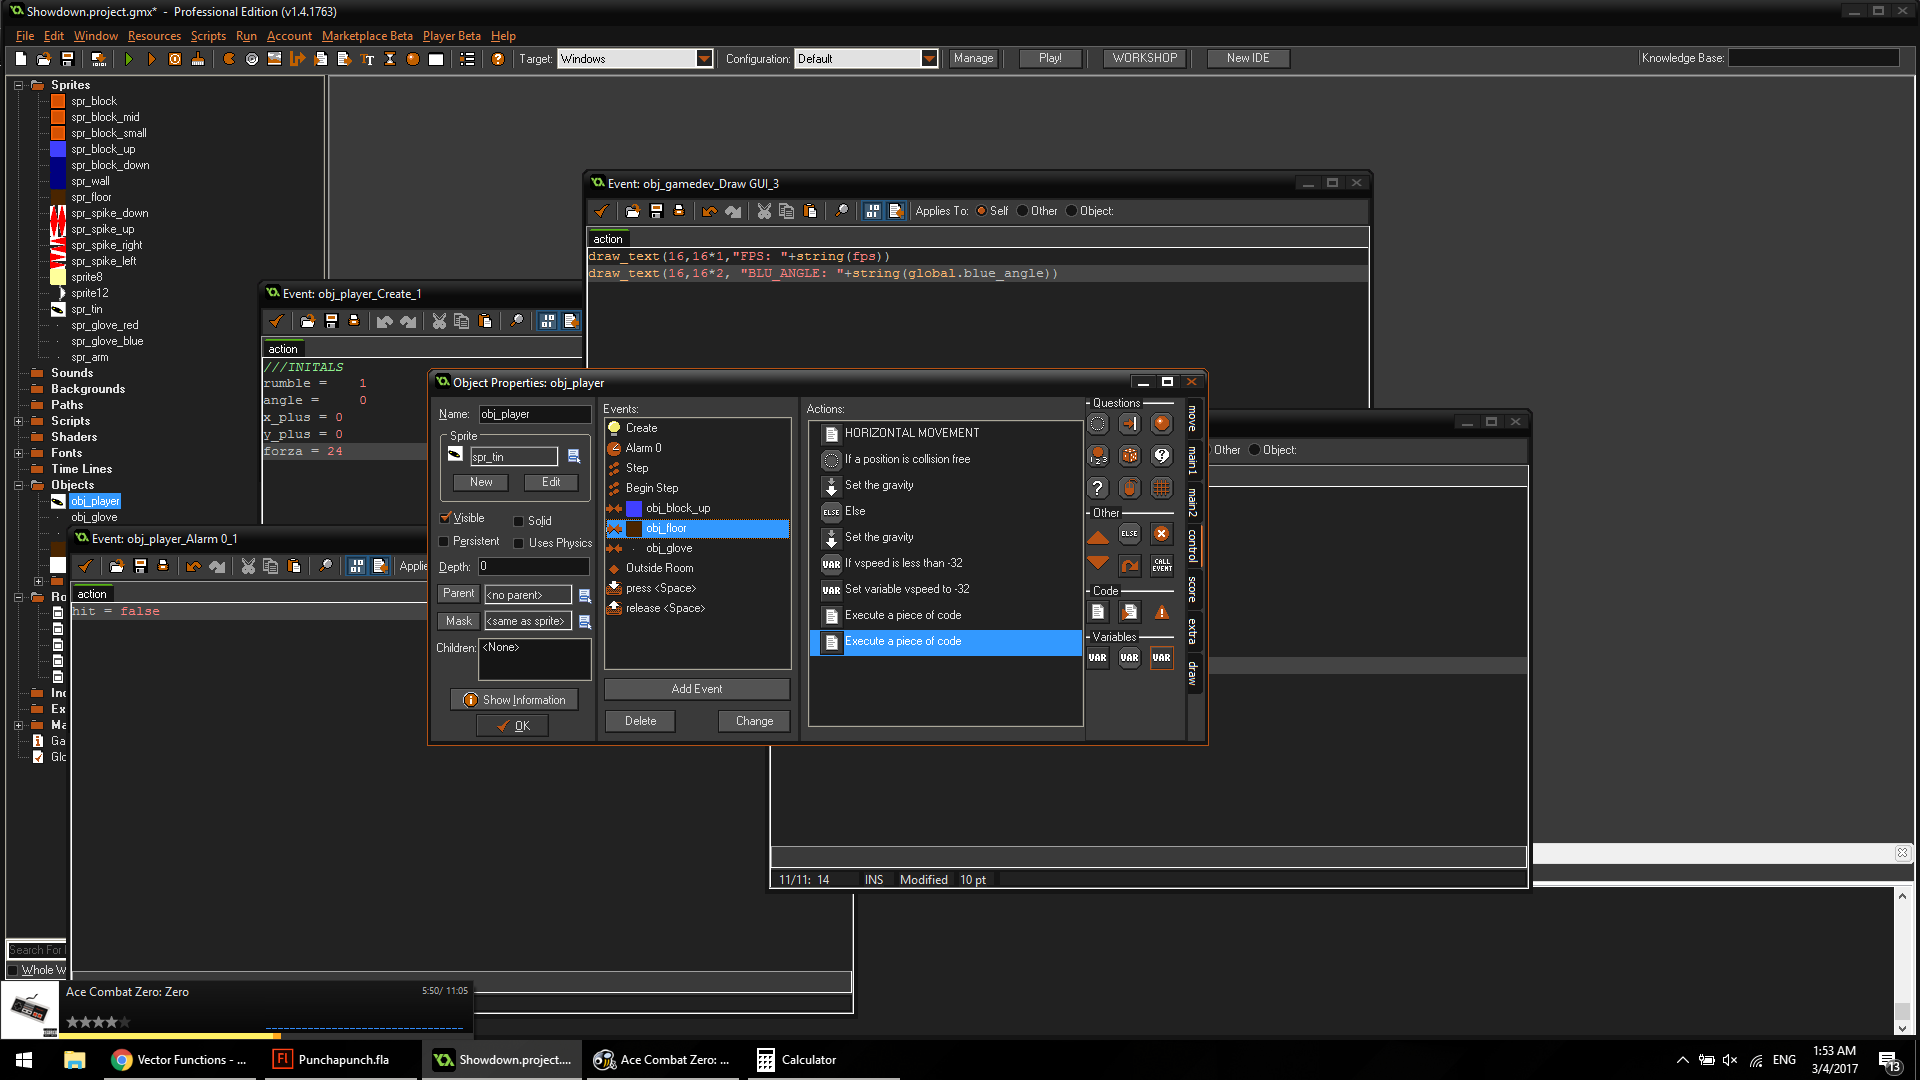 Showdown.project.gmx* - Professional Edition (v1.4.1763)
File Edit Window Resources Scripts Run Account Marketplace Beta Player Beta Help
Target: Windows Configuration: Default Manage Play! WORKSHOP New IDE Knowledge Base:
Sprites
spr_block
spr_block_mid
spr_block_small
spr_block_up
spr_block_down
spr_wall
spr_floor
spr_spike_down
spr_spike_up
spr_spike_right
spr_spike_left
sprite8
sprite12
spr_tin
spr_glove_red
spr_glove_blue
spr_arm
Sounds
Backgrounds
Paths
Scripts
Shaders
Fonts
Time Lines
Objects
obj_player
obj_glove
Ro
Inc
Ex
Ma
Ga
Glo
Search For
Whole W
Event: obj_gamedev_Draw GUI_3
Applies To: Self Other Object:
action
draw_text(16,16*1,"FPS: "+string(fps))
draw_text(16,16*2, "BLU_ANGLE: "+string(global.blue_angle))
Event: obj_player_Create_1
action
///INITALS
rumble = 1
angle = 0
x_plus = 0
y_plus = 0
forza = 24
Event: obj_player_Alarm 0_1
Applie
action
hit = false
Object Properties: obj_player
Name: obj_player
Sprite
spr_tin
New Edit
Visible Solid
Persistent Uses Physics
Depth: 0
Parent <no parent>
Mask <same as sprite>
Children: <None>
Show Information
OK
Events:
Create
Alarm 0
Step
Begin Step
obj_block_up
obj_floor
obj_glove
Outside Room
press <Space>
release <Space>
Add Event
Delete Change
Actions:
HORIZONTAL MOVEMENT
If a position is collision free
Set the gravity
ELSE Else
Set the gravity
VAR If vspeed is less than -32
VAR Set variable vspeed to -32
Execute a piece of code
Execute a piece of code
Questions
Other
ELSE
CALL EVENT
Code
Variables
VAR VAR VAR
move
main1
main2
control
score
extra
draw
Other Object:
11/11: 14 INS Modified 10 pt
Ace Combat Zero: Zero 5:50/ 11:05
Vector Functions - ... Punchapunch.fla Showdown.project.... Ace Combat Zero: ... Calculator
ENG
1:53 AM
3/4/2017
13